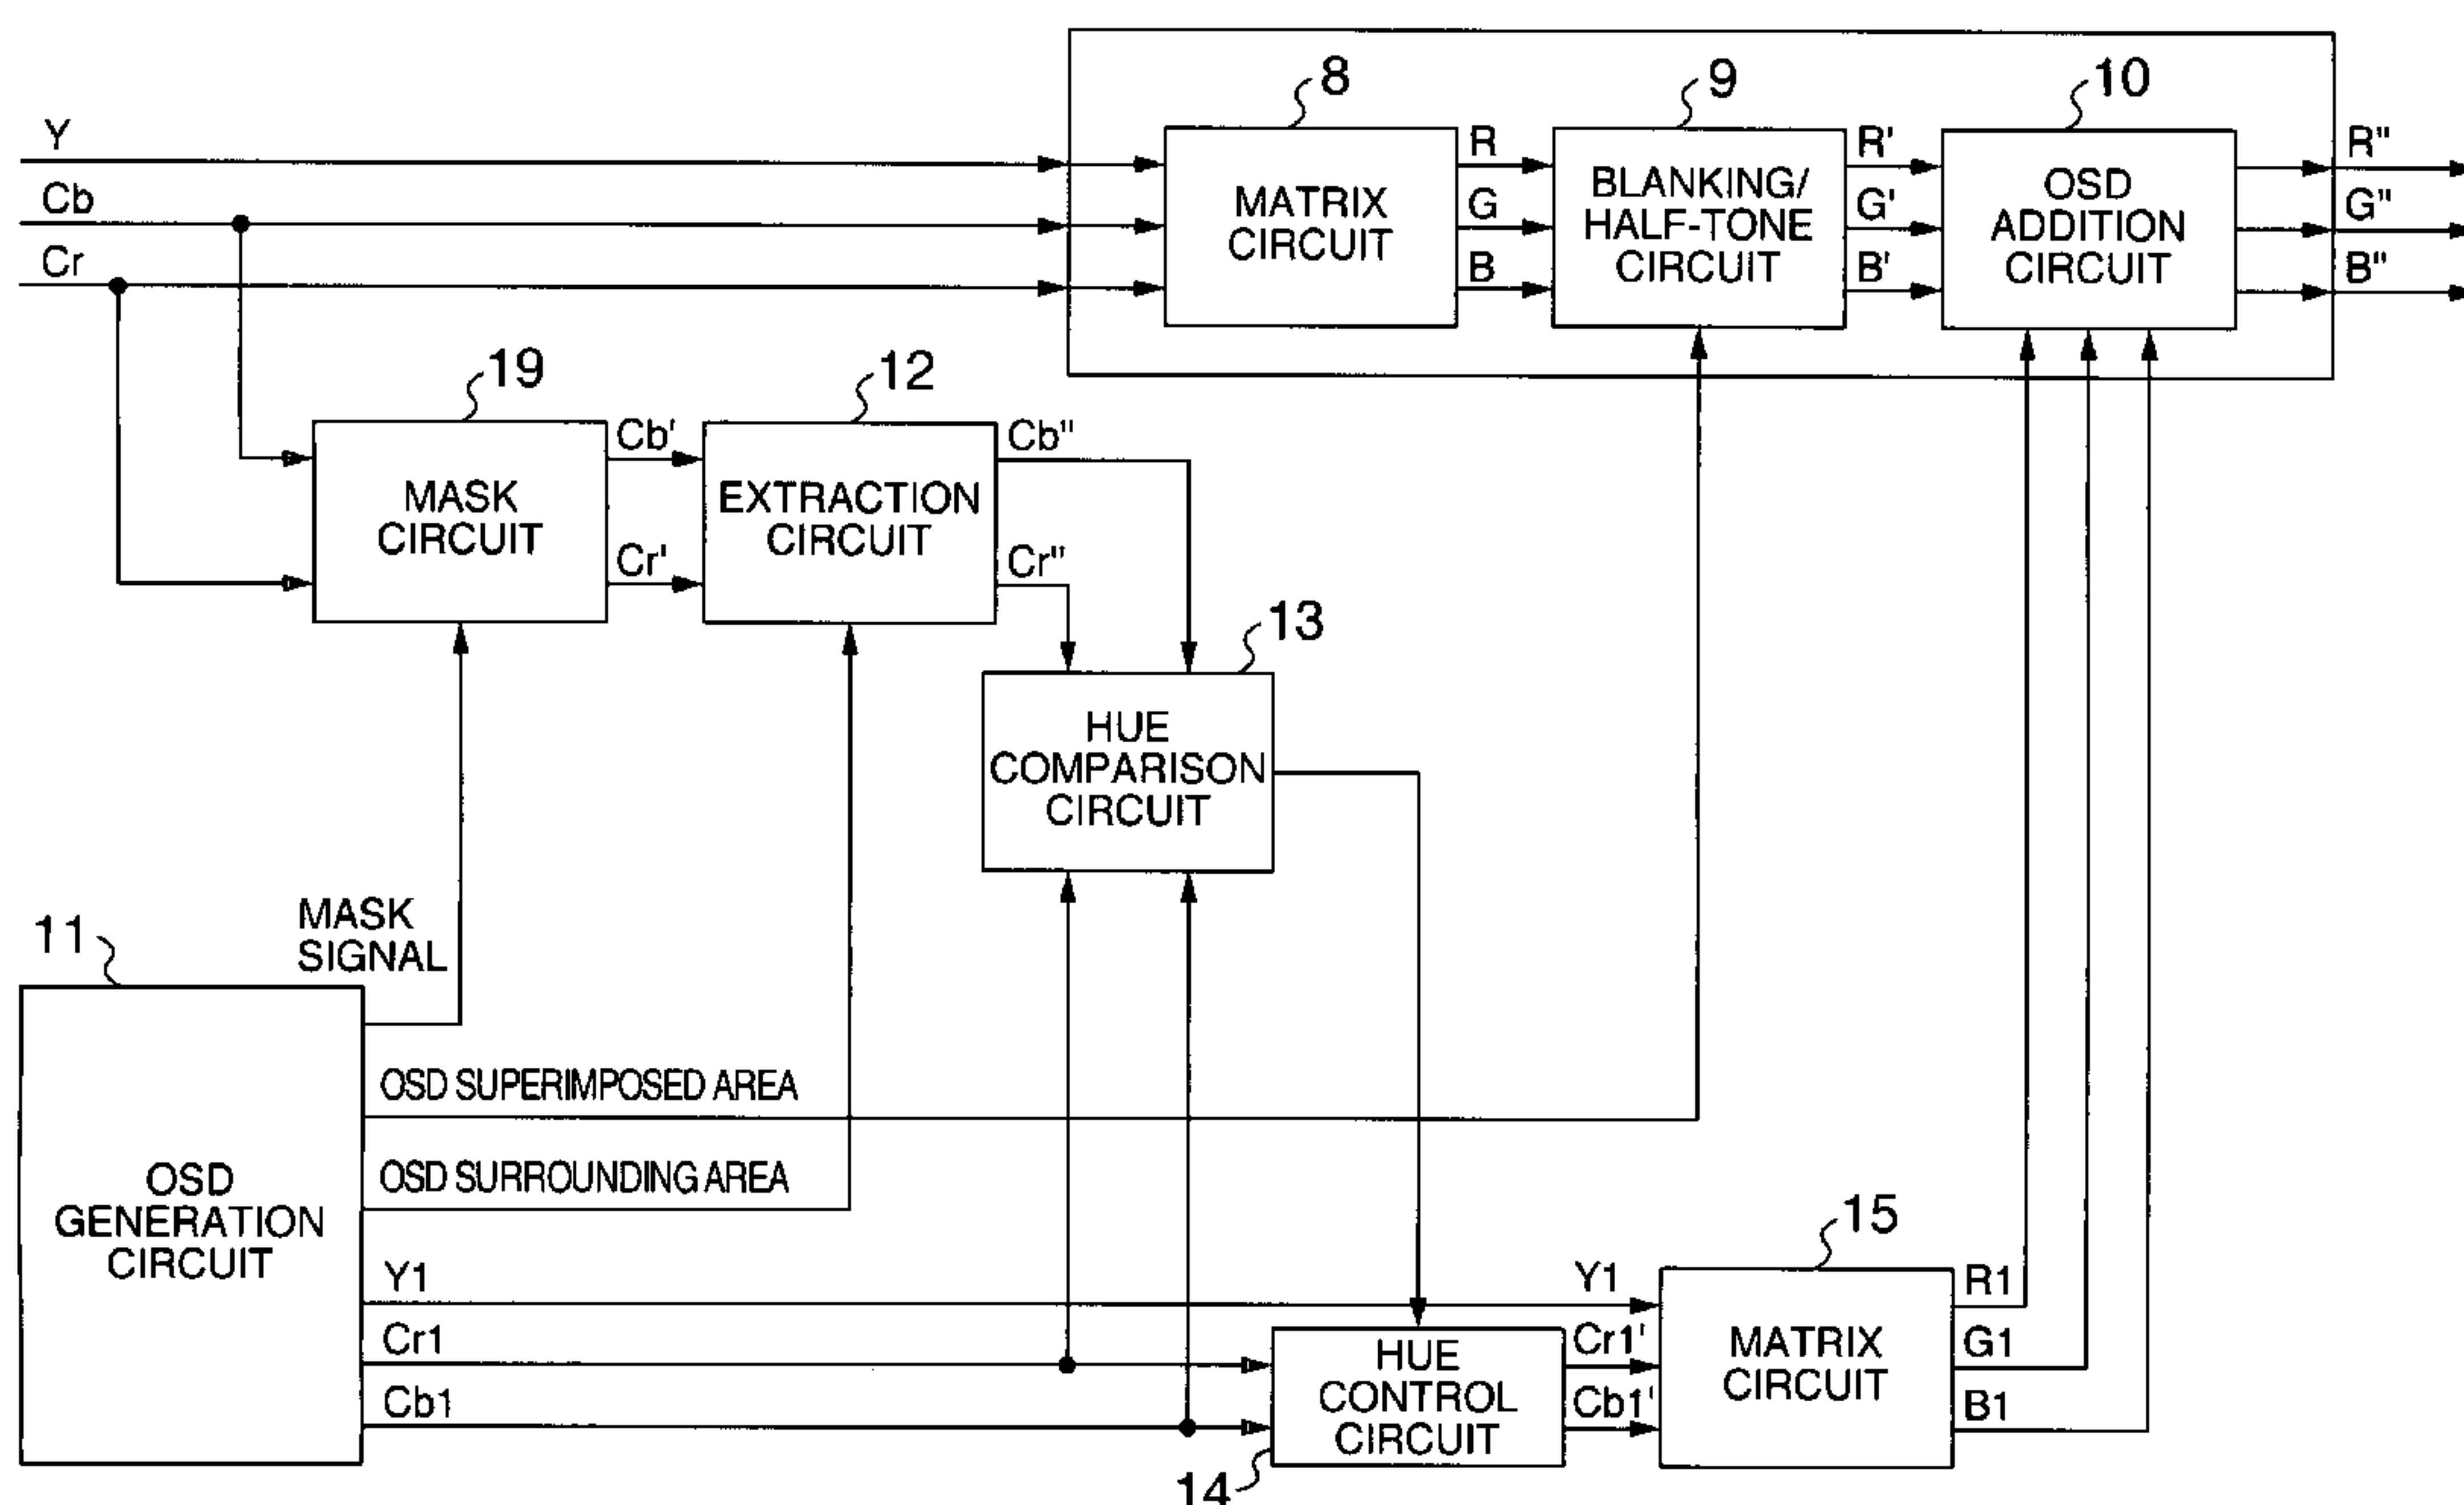 8
9
10
Y
Cb
Cr
MATRIX
CIRCUIT
R
G
B
BLANKING/
HALF-TONE
CIRCUIT
R'
G'
B'
OSD
ADDITION
CIRCUIT
R"
G"
B"
19
12
MASK
CIRCUIT
Cb'
Cr'
EXTRACTION
CIRCUIT
Cb"
Cr"
13
HUE
COMPARISON
CIRCUIT
11
MASK
SIGNAL
OSD
GENERATION
CIRCUIT
OSD SUPERIMPOSED AREA
OSD SURROUNDING AREA
Y1
Cr1
Cb1
14
HUE
CONTROL
CIRCUIT
Y1
Cr1'
Cb1'
15
MATRIX
CIRCUIT
R1
G1
B1